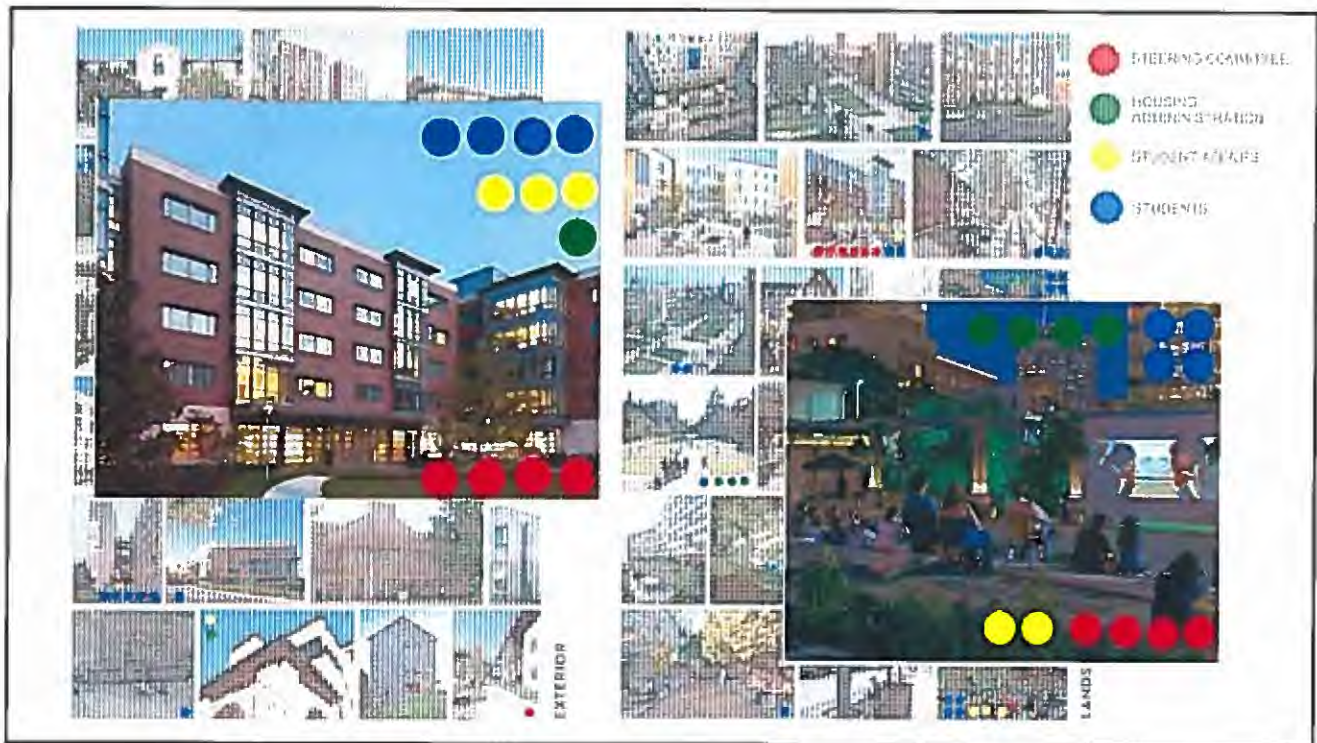 STEERING COMMITTEE
HOUSING
ADMINISTRATION
STUDENT AFFAIRS
STUDENTS
EXTERIOR
LANDS